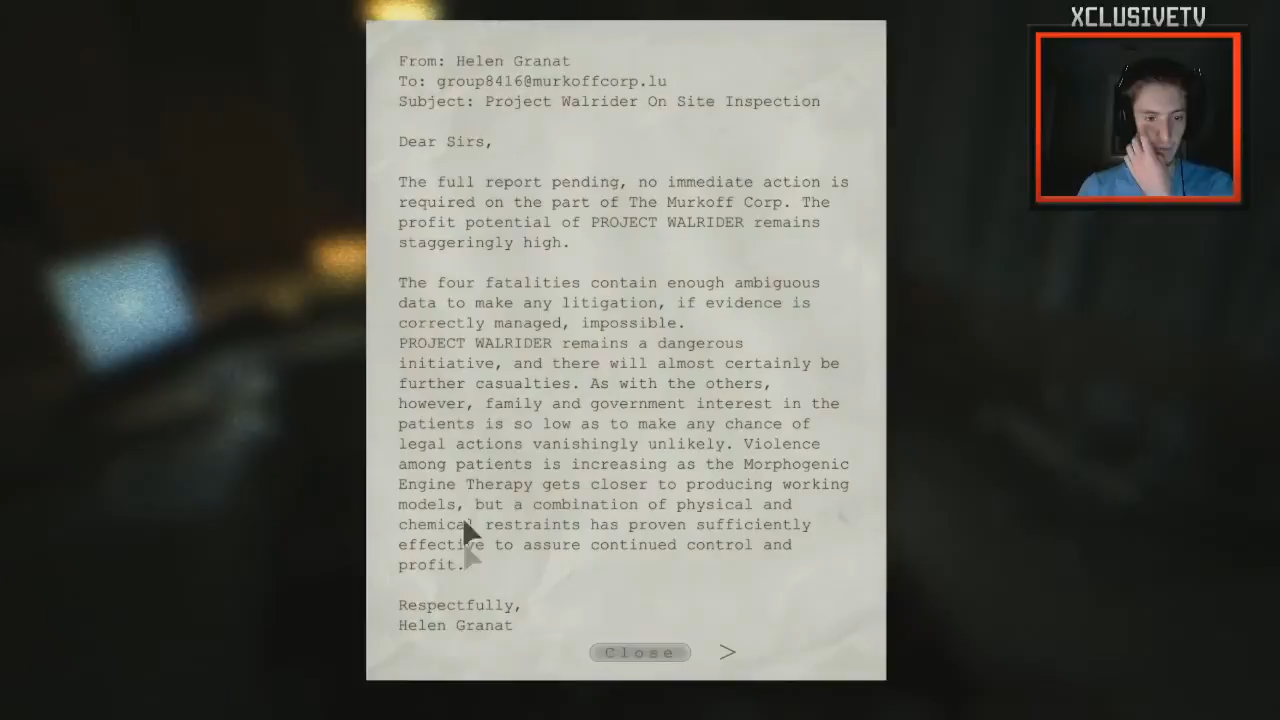 XCLUSIVETV
From: Helen Granat
To: group8416@murkoffcorp.lu
Subject: Project Walrider On Site Inspection
Dear Sirs,
The full report pending, no immediate action is
required on the part of The Murkoff Corp. The
profit potential of PROJECT WALRIDER remains
staggeringly high.
The four fatalities contain enough ambiguous
data to make any litigation, if evidence is
correctly managed, impossible.
PROJECT WALRIDER remains a dangerous
initiative, and there will almost certainly be
further casualties. As with the others,
however, family and government interest in the
patients is so low as to make any chance of
legal actions vanishingly unlikely. Violence
among patients is increasing as the Morphogenic
Engine Therapy gets closer to producing working
models, but a combination of physical and
chemical restraints has proven sufficiently
effective to assure continued control and
profit.
Respectfully,
Helen Granat
Close >